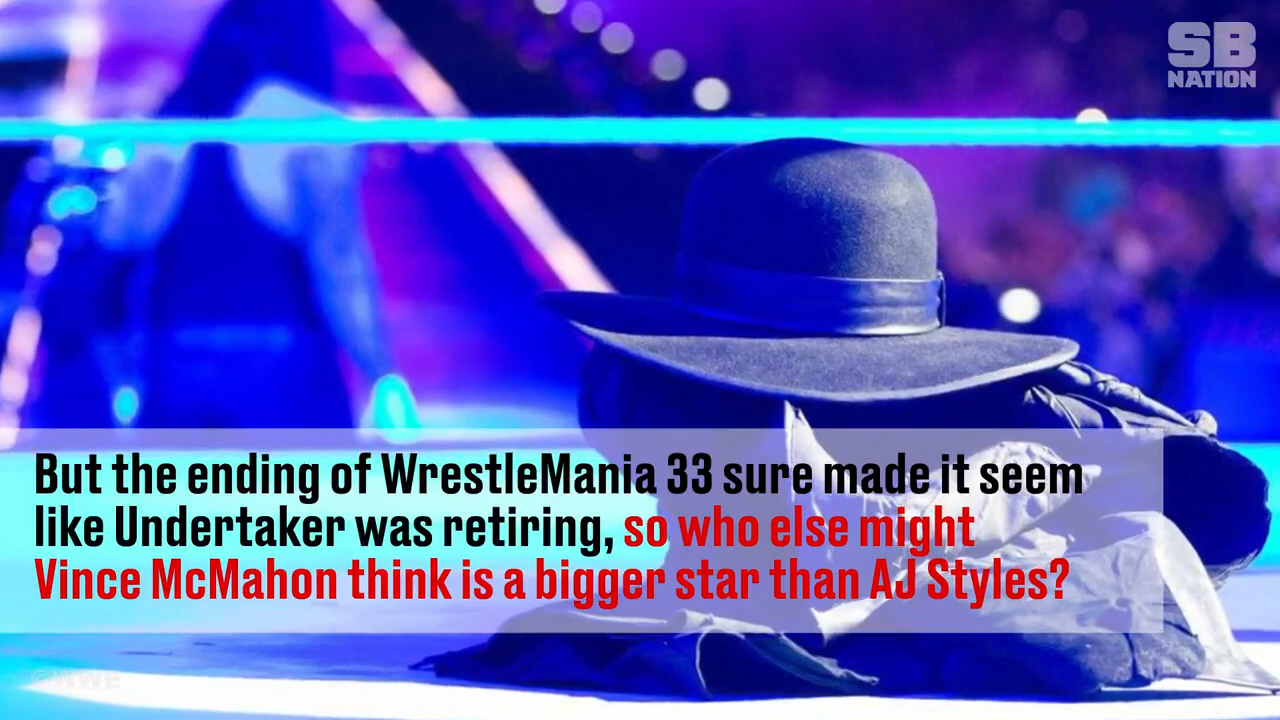 SB
NATION
But the ending of WrestleMania 33 sure made it seem
like Undertaker was retiring, so who else might
Vince McMahon think is a bigger star than AJ Styles?
©WWE